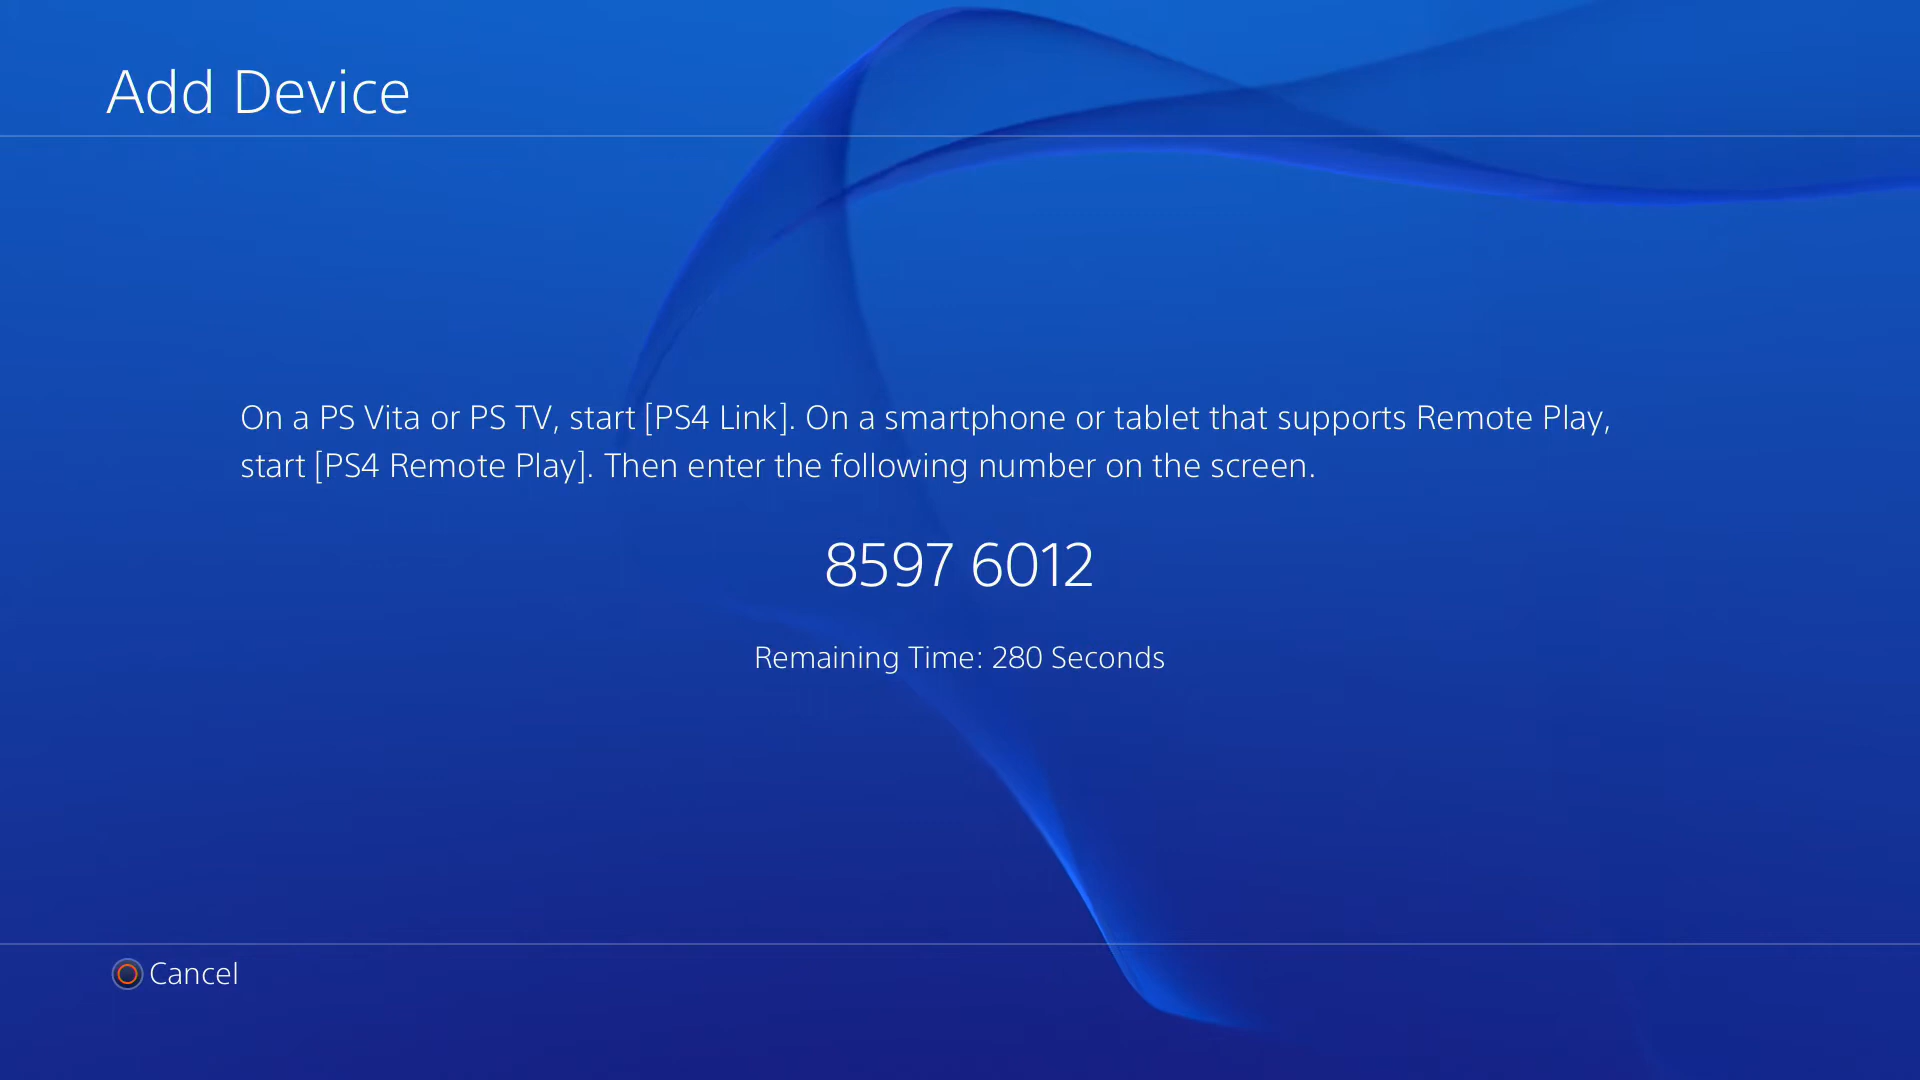 Add Device
On a PS Vita or PS TV, start [PS4 Link]. On a smartphone or tablet that supports Remote Play,
start [PS4 Remote Play]. Then enter the following number on the screen.
8597 6012
Remaining Time: 280 Seconds
Cancel